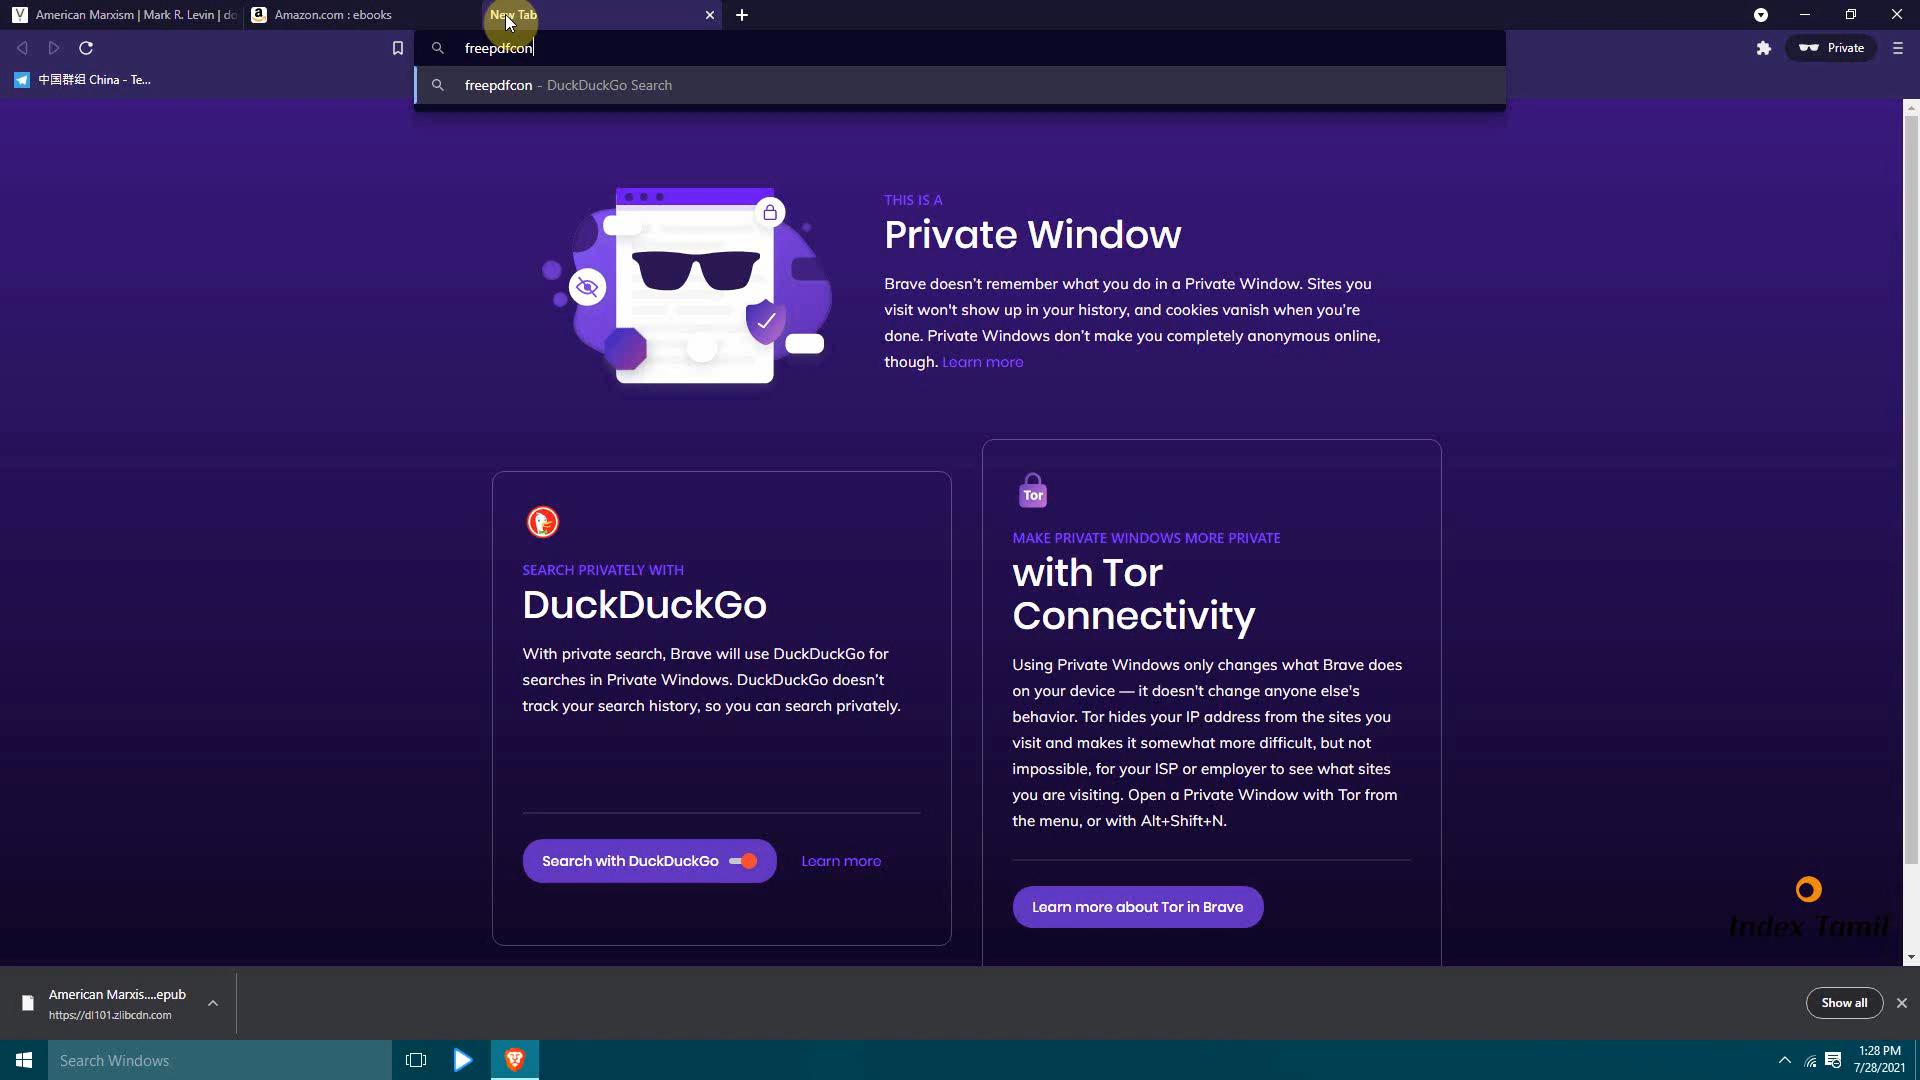 American Marxism | Mark R. Levin | do
Amazon.com : ebooks
New Tab
freepdfcon
Private
中国群组 China - Te...
freepdfcon - DuckDuckGo Search
THIS IS A
Private Window
Brave doesn't remember what you do in a Private Window. Sites you
visit won't show up in your history, and cookies vanish when you're
done. Private Windows don't make you completely anonymous online,
though. Learn more
SEARCH PRIVATELY WITH
DuckDuckGo
With private search, Brave will use DuckDuckGo for
searches in Private Windows. DuckDuckGo doesn't
track your search history, so you can search privately.
Search with DuckDuckGo
Learn more
Tor
MAKE PRIVATE WINDOWS MORE PRIVATE
with Tor
Connectivity
Using Private Windows only changes what Brave does
on your device — it doesn't change anyone else's
behavior. Tor hides your IP address from the sites you
visit and makes it somewhat more difficult, but not
impossible, for your ISP or employer to see what sites
you are visiting. Open a Private Window with Tor from
the menu, or with Alt+Shift+N.
Learn more about Tor in Brave
Index Tamil
American Marxis....epub
https://dl101.zlibcdn.com
Show all
Search Windows
1:28 PM
7/28/2021